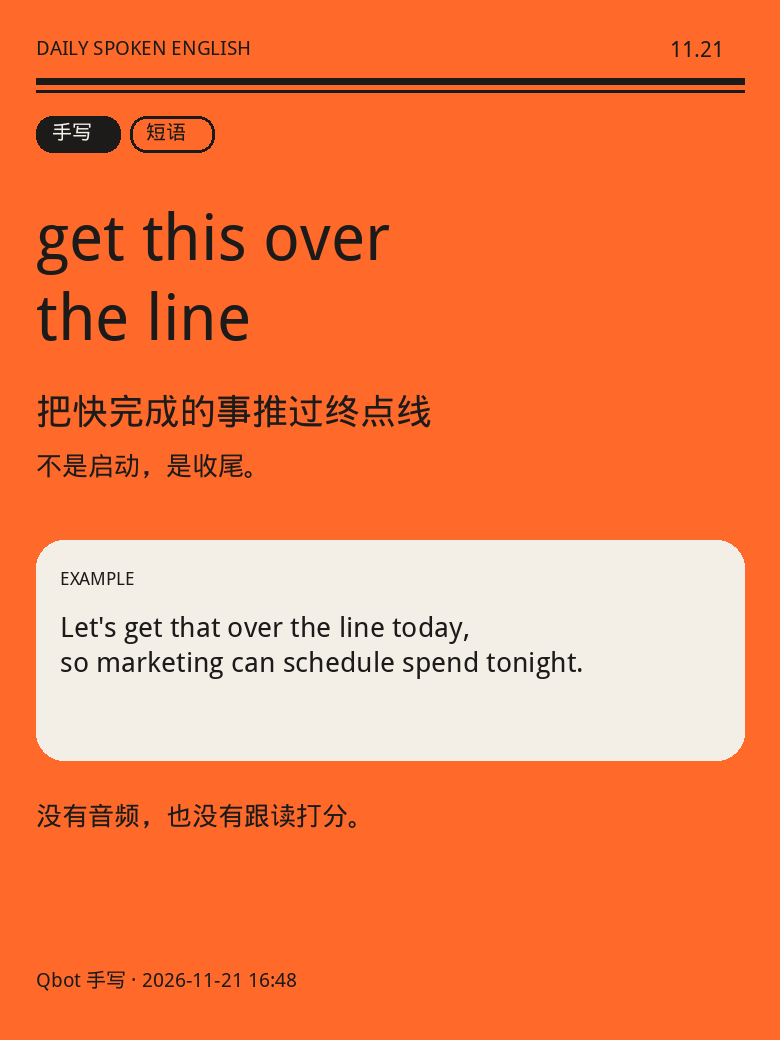 DAILY SPOKEN ENGLISH
11.21
手写
短语
get this over
the line
把快完成的事推过终点线
不是启动，是收尾。
EXAMPLE
Let's get that over the line today,
so marketing can schedule spend tonight.
没有音频，也没有跟读打分。
Qbot 手写 · 2026-11-21 16:48